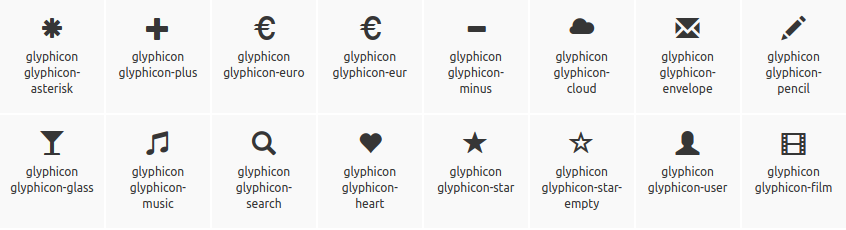 glyphicon
glyphicon-
asterisk
glyphicon
glyphicon-plus
glyphicon
glyphicon-euro
glyphicon
glyphicon-eur
glyphicon
glyphicon-
minus
glyphicon
glyphicon-
cloud
glyphicon
glyphicon-
envelope
glyphicon
glyphicon-
pencil
glyphicon
glyphicon-glass
glyphicon
glyphicon-
music
glyphicon
glyphicon-
search
glyphicon
glyphicon-
heart
glyphicon
glyphicon-star
glyphicon
glyphicon-star-
empty
glyphicon
glyphicon-user
glyphicon
glyphicon-film